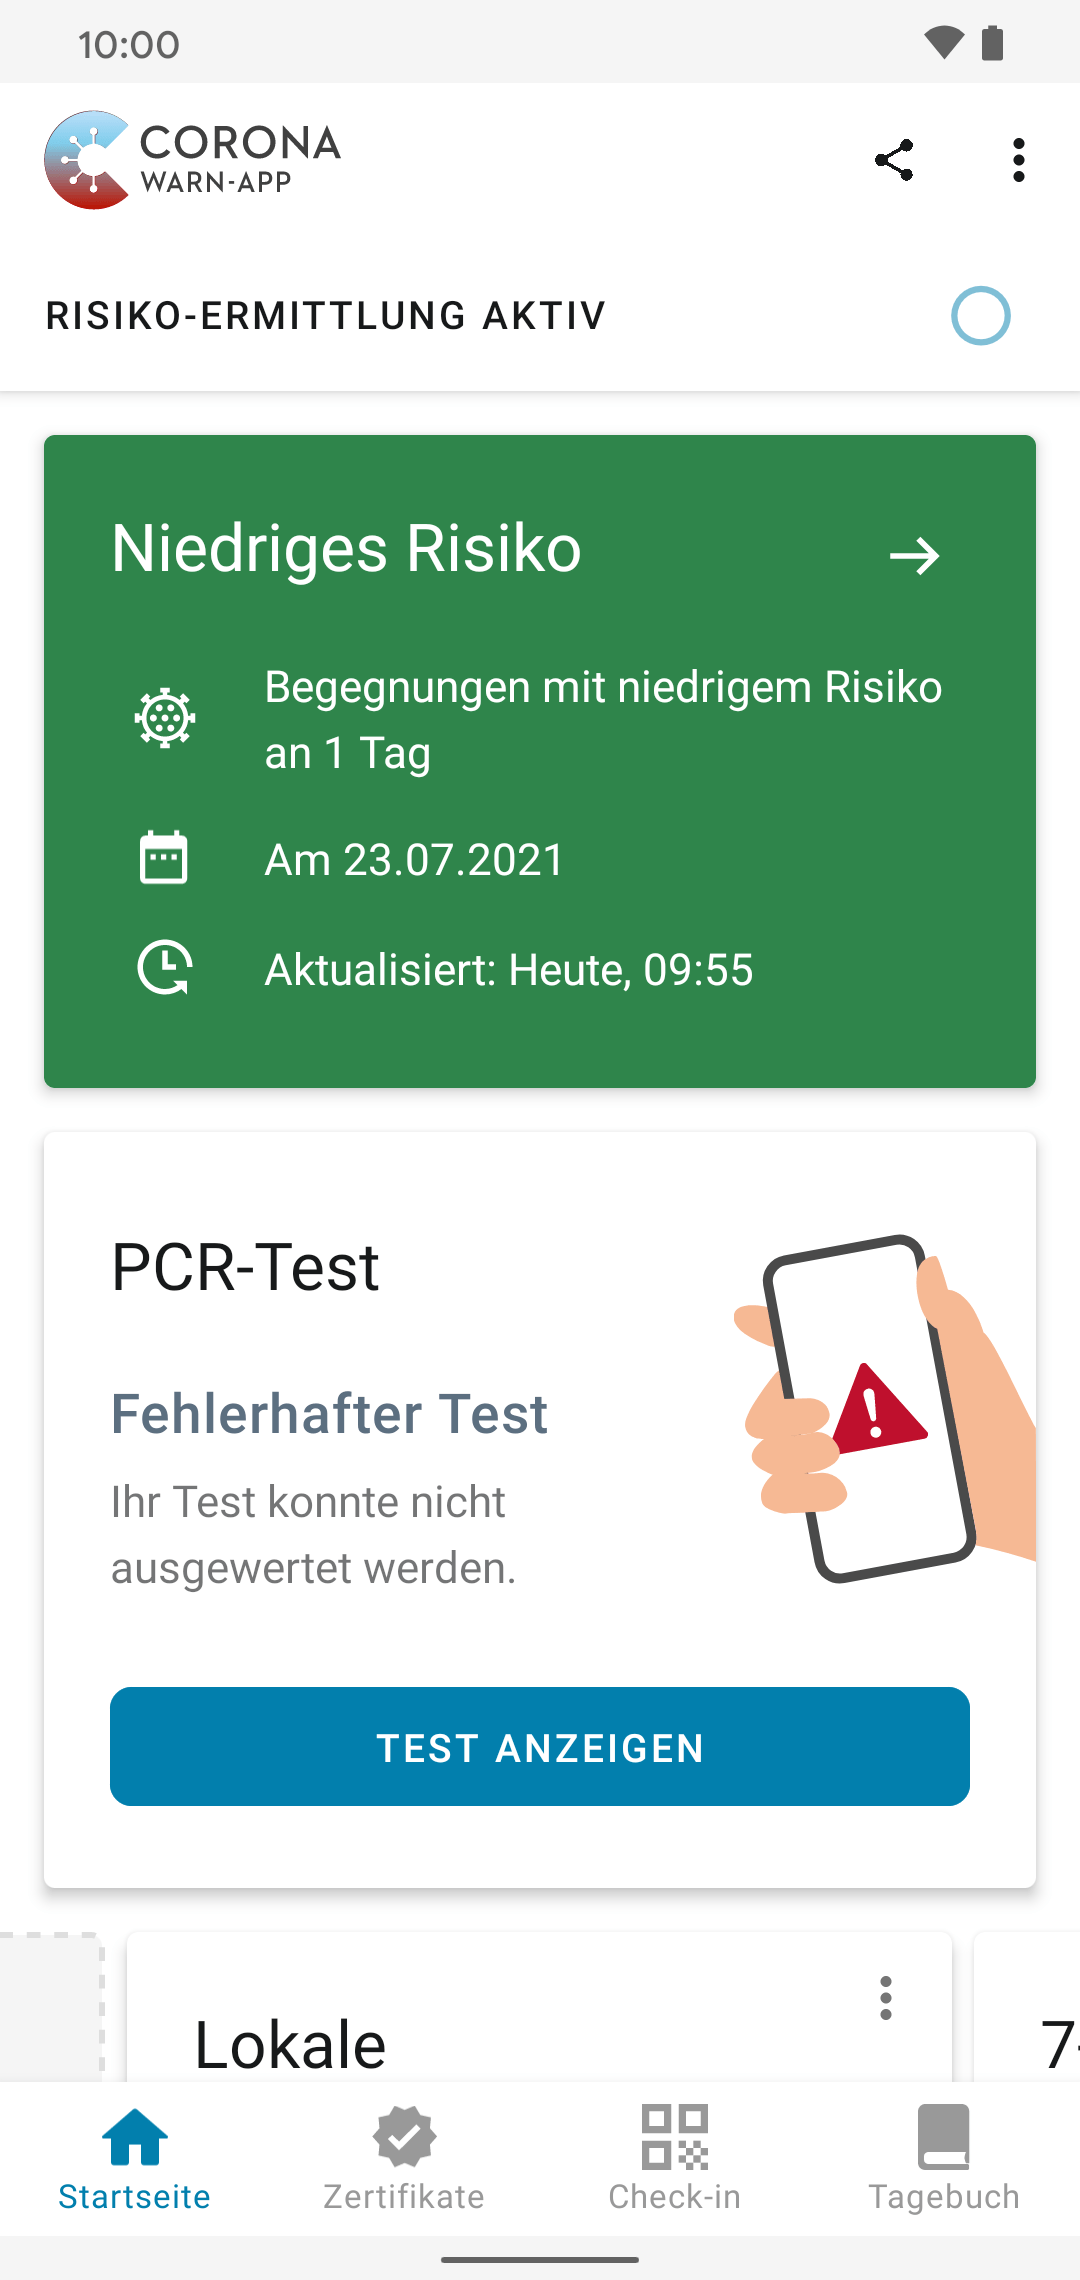 10:00
CORONA
WARN-APP
RISIKO-ERMITTLUNG AKTIV
Niedriges Risiko
Begegnungen mit niedrigem Risiko
an 1 Tag
Am 23.07.2021
Aktualisiert: Heute, 09:55
PCR-Test
Fehlerhafter Test
Ihr Test konnte nicht
ausgewertet werden.
TEST ANZEIGEN
Lokale
7-
Startseite
Zertifikate
Check-in
Tagebuch